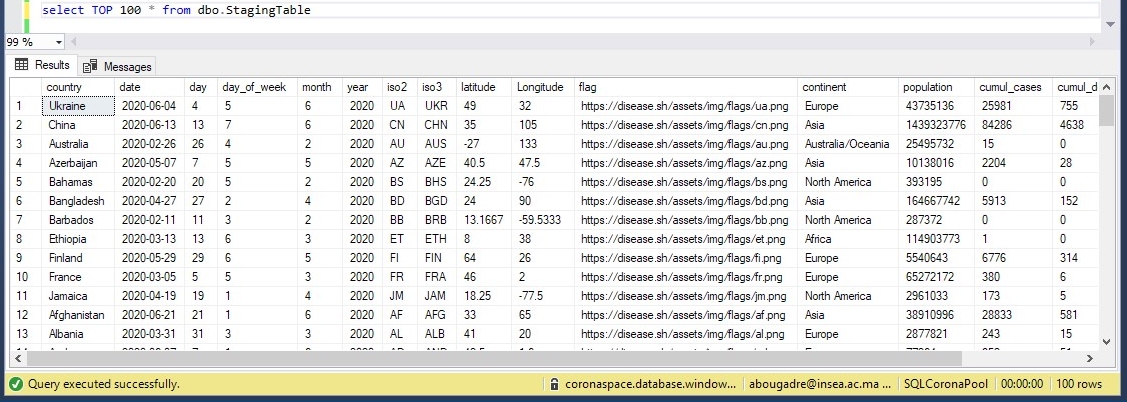 select TOP 100 * from dbo.StagingTable
99 %
Results Messages
country date day day_of_week month year iso2 iso3 latitude Longitude flag continent population cumul_cases cumul_d
1 Ukraine 2020-06-04 4 5 6 2020 UA UKR 49 32 https://disease.sh/assets/img/flags/ua.png Europe 43735136 25981 755
2 China 2020-06-13 13 7 6 2020 CN CHN 35 105 https://disease.sh/assets/img/flags/cn.png Asia 1439323776 84286 4638
3 Australia 2020-02-26 26 4 2 2020 AU AUS -27 133 https://disease.sh/assets/img/flags/au.png Australia/Oceania 25495732 15 0
4 Azerbaijan 2020-05-07 7 5 5 2020 AZ AZE 40.5 47.5 https://disease.sh/assets/img/flags/az.png Asia 10138016 2204 28
5 Bahamas 2020-02-20 20 5 2 2020 BS BHS 24.25 -76 https://disease.sh/assets/img/flags/bs.png North America 393195 0 0
6 Bangladesh 2020-04-27 27 2 4 2020 BD BGD 24 90 https://disease.sh/assets/img/flags/bd.png Asia 164667742 5913 152
7 Barbados 2020-02-11 11 3 2 2020 BB BRB 13.1667 -59.5333 https://disease.sh/assets/img/flags/bb.png North America 287372 0 0
8 Ethiopia 2020-03-13 13 6 3 2020 ET ETH 8 38 https://disease.sh/assets/img/flags/et.png Africa 114903773 1 0
9 Finland 2020-05-29 29 6 5 2020 FI FIN 64 26 https://disease.sh/assets/img/flags/fi.png Europe 5540643 6776 314
10 France 2020-03-05 5 5 3 2020 FR FRA 46 2 https://disease.sh/assets/img/flags/fr.png Europe 65272172 380 6
11 Jamaica 2020-04-19 19 1 4 2020 JM JAM 18.25 -77.5 https://disease.sh/assets/img/flags/jm.png North America 2961033 173 5
12 Afghanistan 2020-06-21 21 1 6 2020 AF AFG 33 65 https://disease.sh/assets/img/flags/af.png Asia 38910996 28833 581
13 Albania 2020-03-31 31 3 3 2020 AL ALB 41 20 https://disease.sh/assets/img/flags/al.png Europe 2877821 243 15
Query executed successfully. coronaspace.database.window... abougadre@insea.ac.ma ... SQLCoronaPool 00:00:00 100 rows